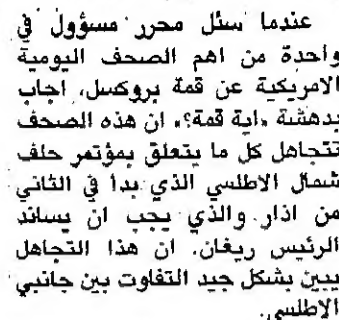 عندما سئل محرر مسؤول في
واحدة من اهم الصحف اليومية
الامريكية عن قمة بروكسل، اجاب
بدهشة «اية قمة؟» ان هذه الصحف
تتجاهل كل ما يتعلق بمؤتمر حلف
شمال الاطلسي الذي بدأ في الثاني
من اذار والذي يجب ان يساند
الرئيس ريغان. ان هذا التجاهل
يبين بشكل جيد التفاوت بين جانبي
الاطلسي.